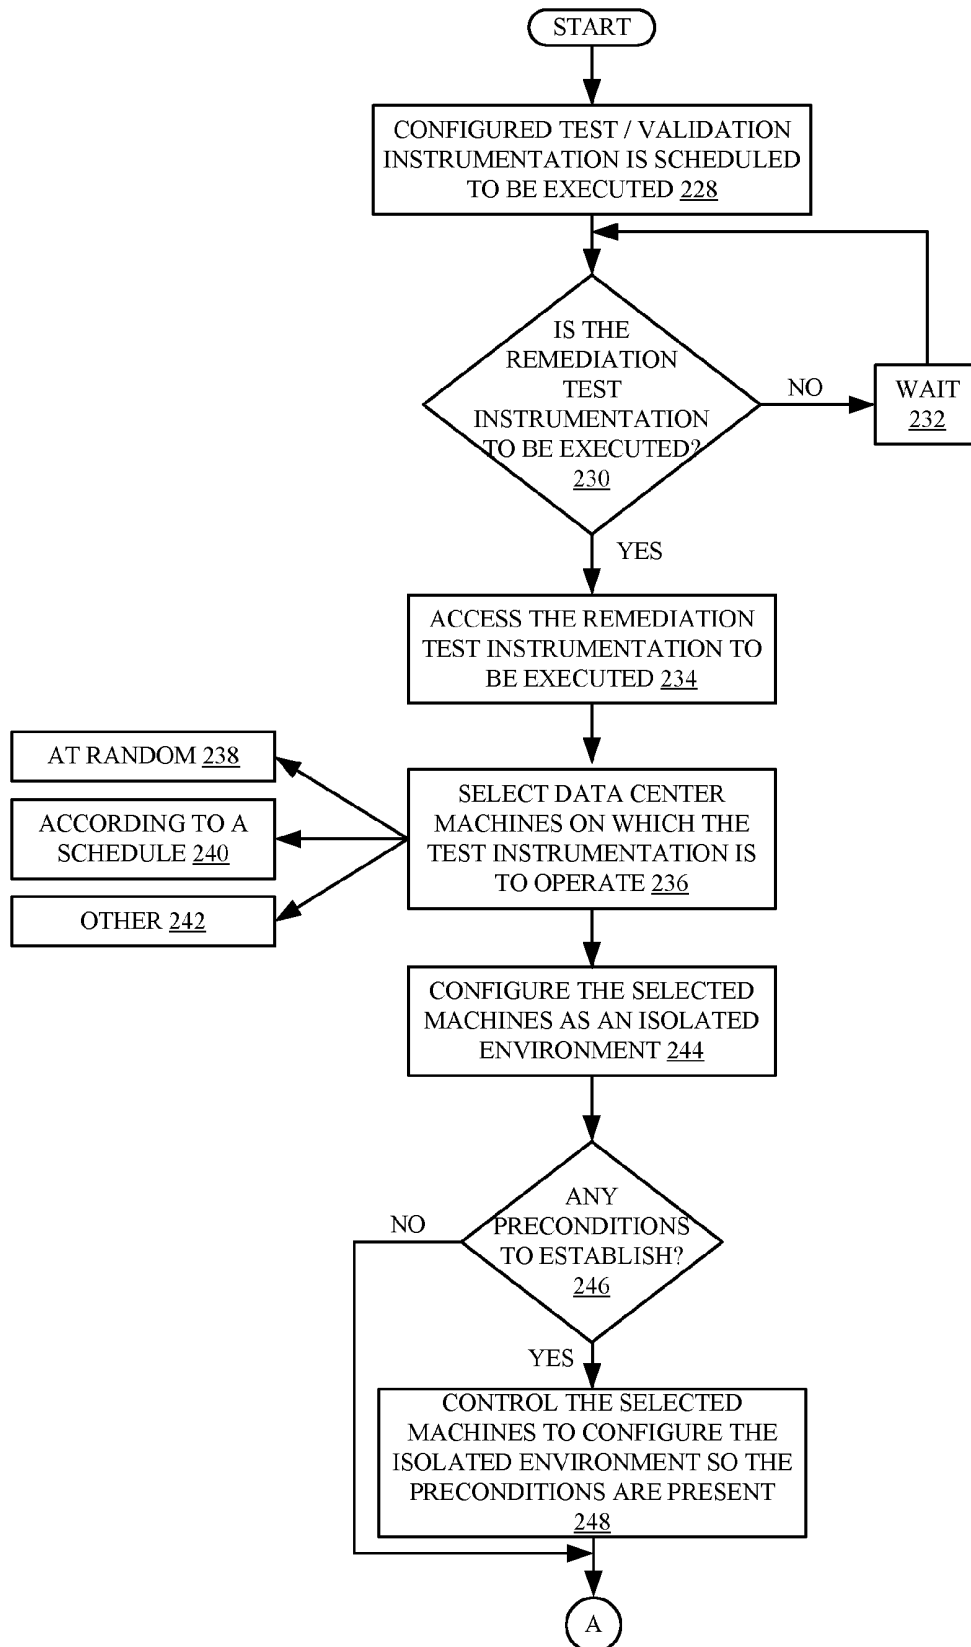 START
CONFIGURED TEST / VALIDATION
INSTRUMENTATION IS SCHEDULED
TO BE EXECUTED 228
IS THE
REMEDIATION
TEST
INSTRUMENTATION
TO BE EXECUTED?
230
NO
WAIT
232
YES
ACCESS THE REMEDIATION
TEST INSTRUMENTATION TO
BE EXECUTED 234
SELECT DATA CENTER
MACHINES ON WHICH THE
TEST INSTRUMENTATION IS
TO OPERATE 236
AT RANDOM 238
ACCORDING TO A
SCHEDULE 240
OTHER 242
CONFIGURE THE SELECTED
MACHINES AS AN ISOLATED
ENVIRONMENT 244
ANY
PRECONDITIONS
TO ESTABLISH?
246
NO
YES
CONTROL THE SELECTED
MACHINES TO CONFIGURE THE
ISOLATED ENVIRONMENT SO THE
PRECONDITIONS ARE PRESENT
248
A